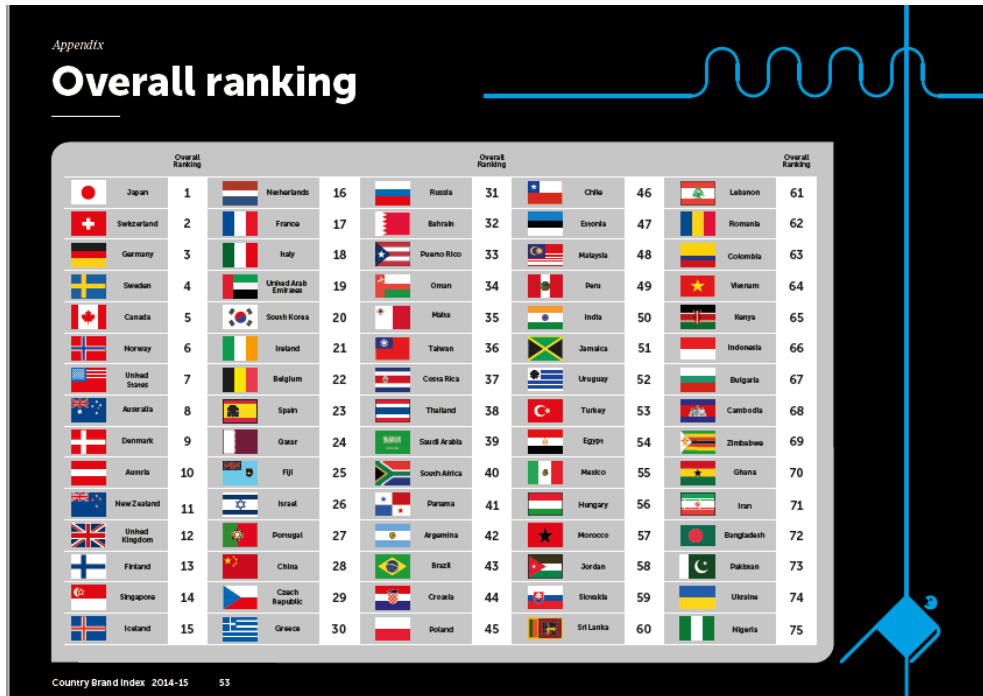 Appendix
Overall ranking
Overall Ranking
Overall Ranking
Overall Ranking
Japan 1 Netherlands 16 Russia 31 Chile 46 Lebanon 61
Switzerland 2 France 17 Bahrain 32 Estonia 47 Romania 62
Germany 3 Italy 18 Puerto Rico 33 Malaysia 48 Colombia 63
Sweden 4 United Arab Emirates 19 Oman 34 Peru 49 Vietnam 64
Canada 5 South Korea 20 Malta 35 India 50 Kenya 65
Norway 6 Ireland 21 Taiwan 36 Jamaica 51 Indonesia 66
United States 7 Belgium 22 Costa Rica 37 Uruguay 52 Bulgaria 67
Australia 8 Spain 23 Thailand 38 Turkey 53 Cambodia 68
Denmark 9 Qatar 24 Saudi Arabia 39 Egypt 54 Zimbabwe 69
Austria 10 Fiji 25 South Africa 40 Mexico 55 Ghana 70
New Zealand 11 Israel 26 Panama 41 Hungary 56 Iran 71
United Kingdom 12 Portugal 27 Argentina 42 Morocco 57 Bangladesh 72
Finland 13 China 28 Brazil 43 Jordan 58 Pakistan 73
Singapore 14 Czech Republic 29 Croatia 44 Slovakia 59 Ukraine 74
Iceland 15 Greece 30 Poland 45 Sri Lanka 60 Nigeria 75
Country Brand Index 2014-15 53